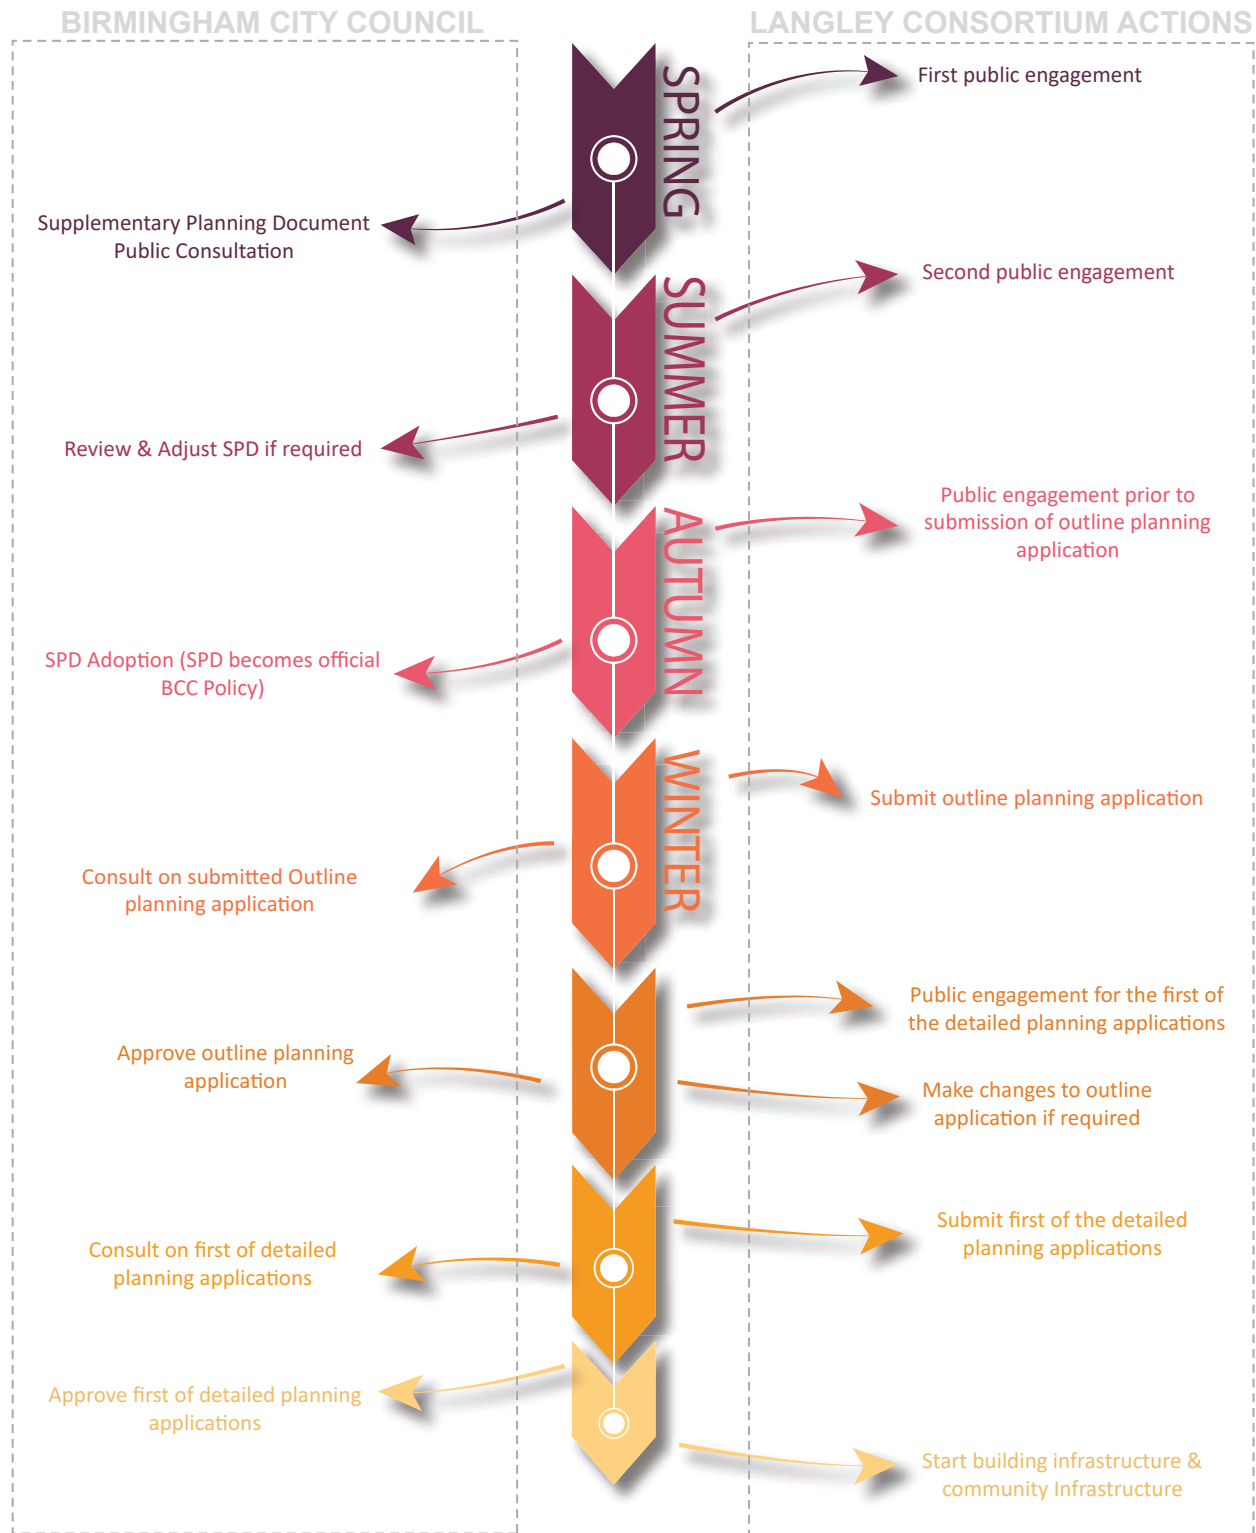 BIRMINGHAM CITY COUNCIL
LANGLEY CONSORTIUM ACTIONS
SPRING
First public engagement
Supplementary Planning Document
Public Consultation
SUMMER
Second public engagement
Review & Adjust SPD if required
AUTUMN
Public engagement prior to
submission of outline planning
application
SPD Adoption (SPD becomes official
BCC Policy)
WINTER
Submit outline planning application
Consult on submitted Outline
planning application
Public engagement for the first of
the detailed planning applications
Approve outline planning
application
Make changes to outline
application if required
Submit first of the detailed
planning applications
Consult on first of detailed
planning applications
Approve first of detailed planning
applications
Start building infrastructure &
community Infrastructure